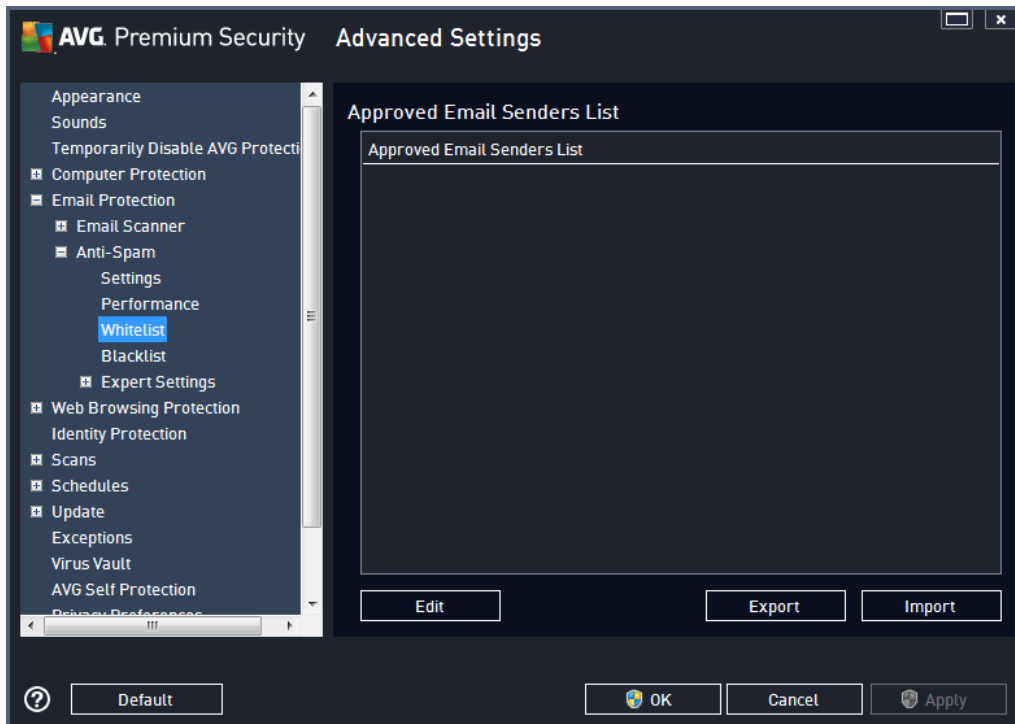 AVG. Premium Security
Advanced Settings
Appearance
Sounds
Temporarily Disable AVG Protecti
Computer Protection
Email Protection
Email Scanner
Anti-Spam
Settings
Performance
Whitelist
Blacklist
Expert Settings
Web Browsing Protection
Identity Protection
Scans
Schedules
Update
Exceptions
Virus Vault
AVG Self Protection
Privacy Preferences
Approved Email Senders List
Approved Email Senders List
Edit
Export
Import
Default
OK
Cancel
Apply